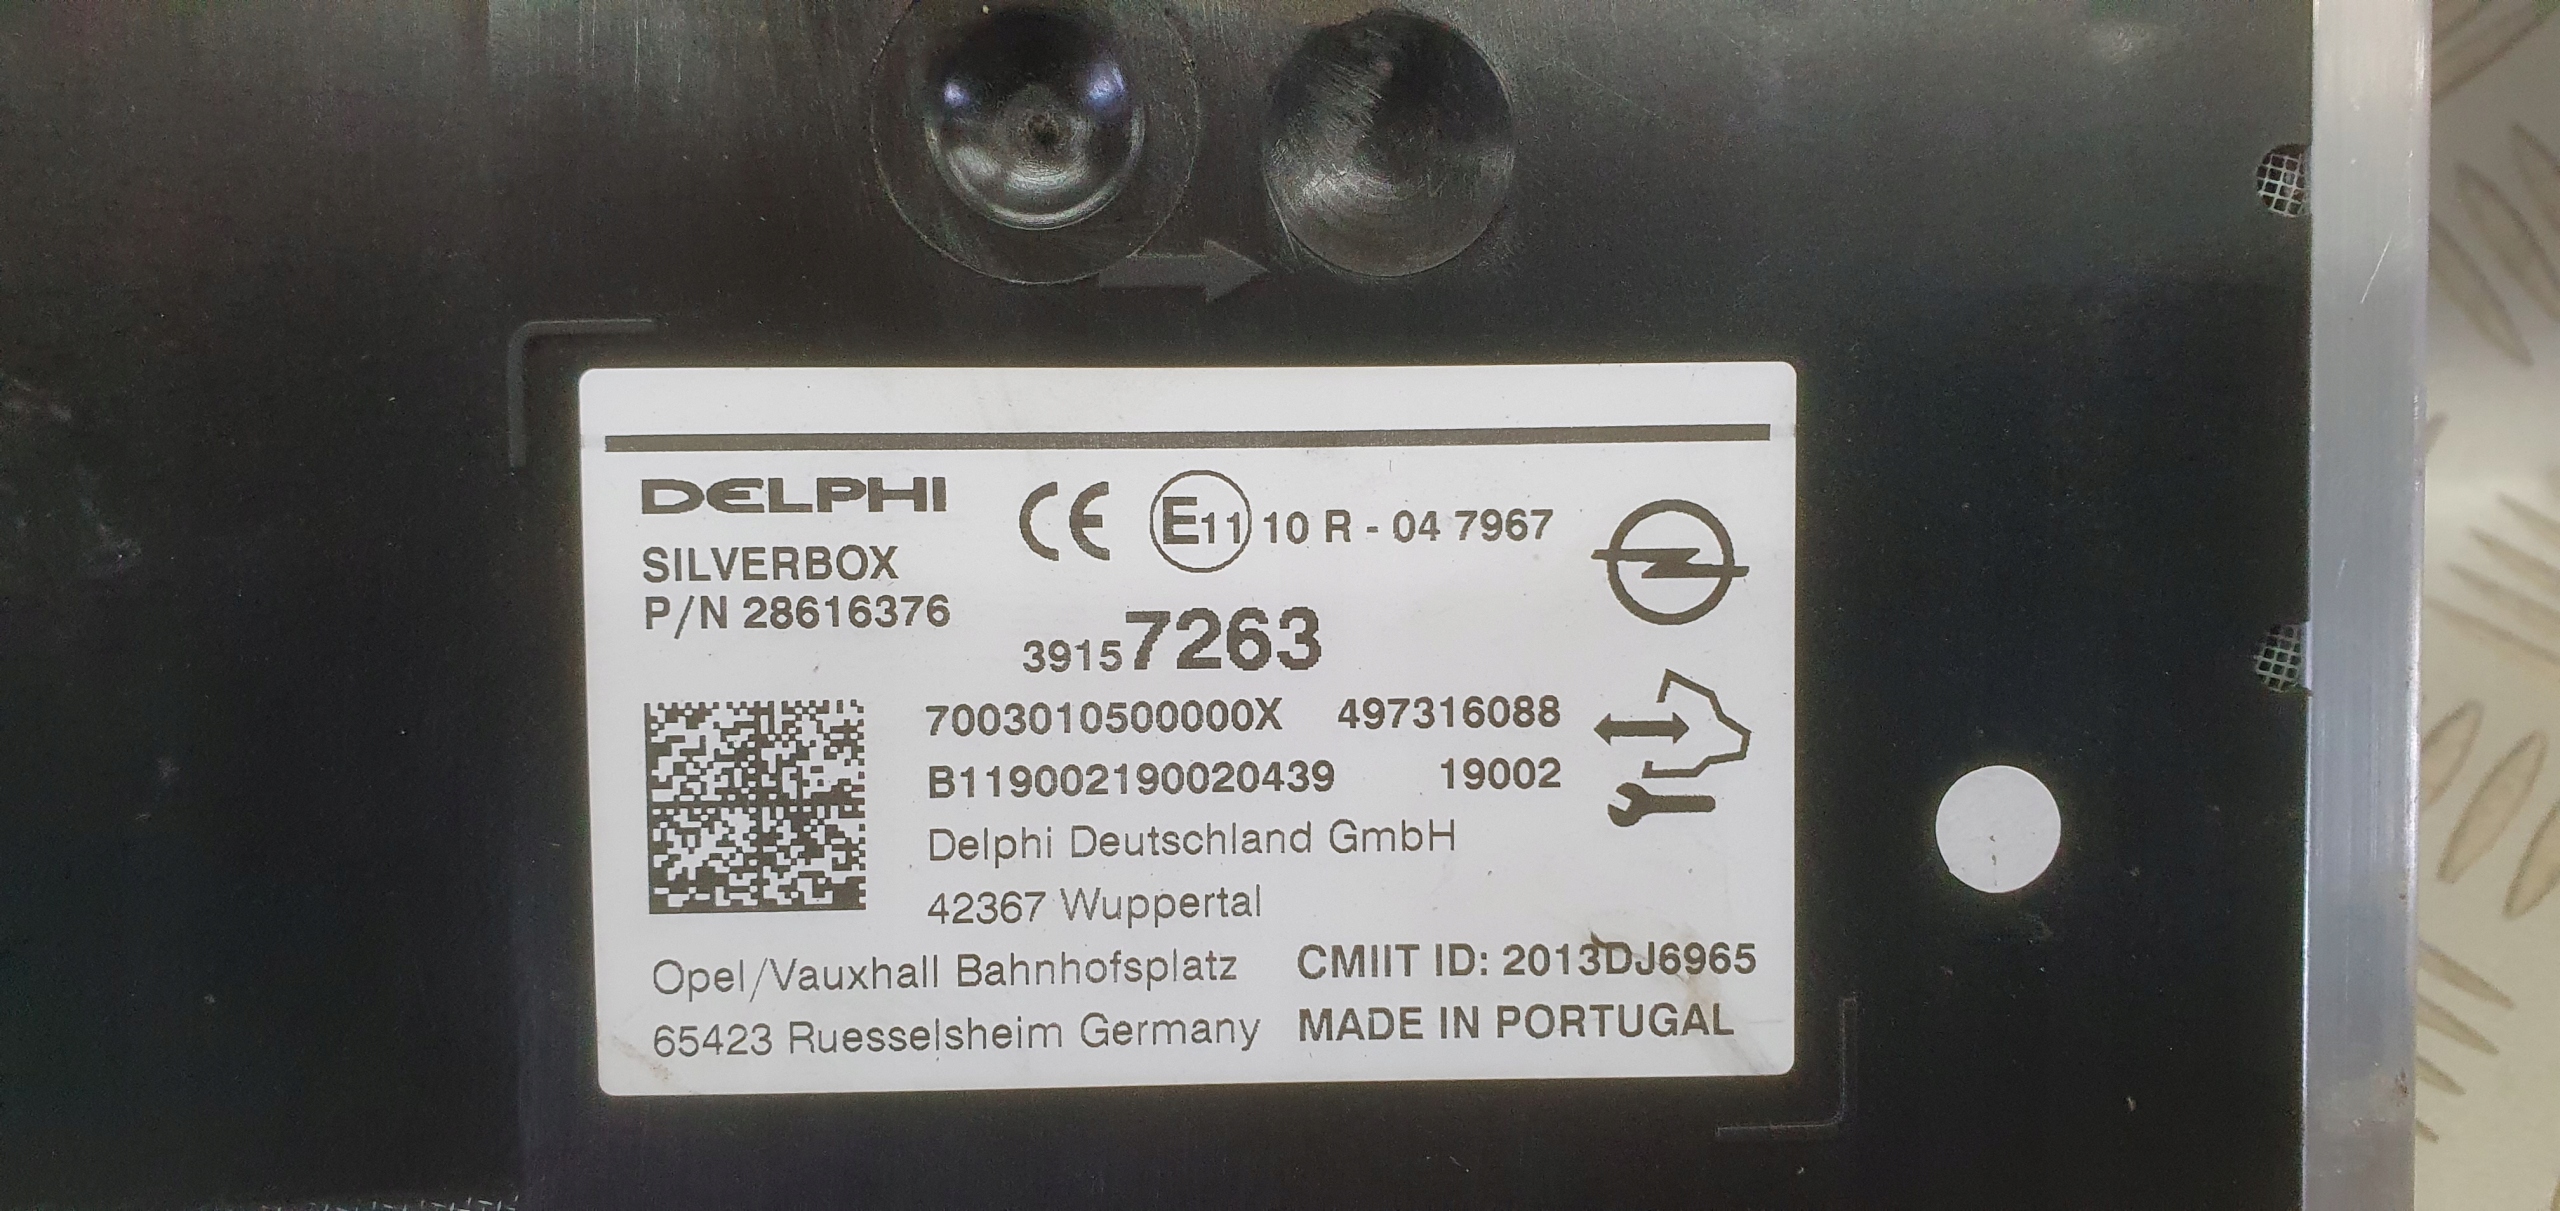 DELPHI
CE E11 10 R - 04 7967
SILVERBOX
P/N 28616376
39157263
7003010500000X 497316088
B119002190020439 19002
Delphi Deutschland GmbH
42367 Wuppertal
Opel/Vauxhall Bahnhofsplatz CMIIT ID: 2013DJ6965
65423 Ruesselsheim Germany MADE IN PORTUGAL